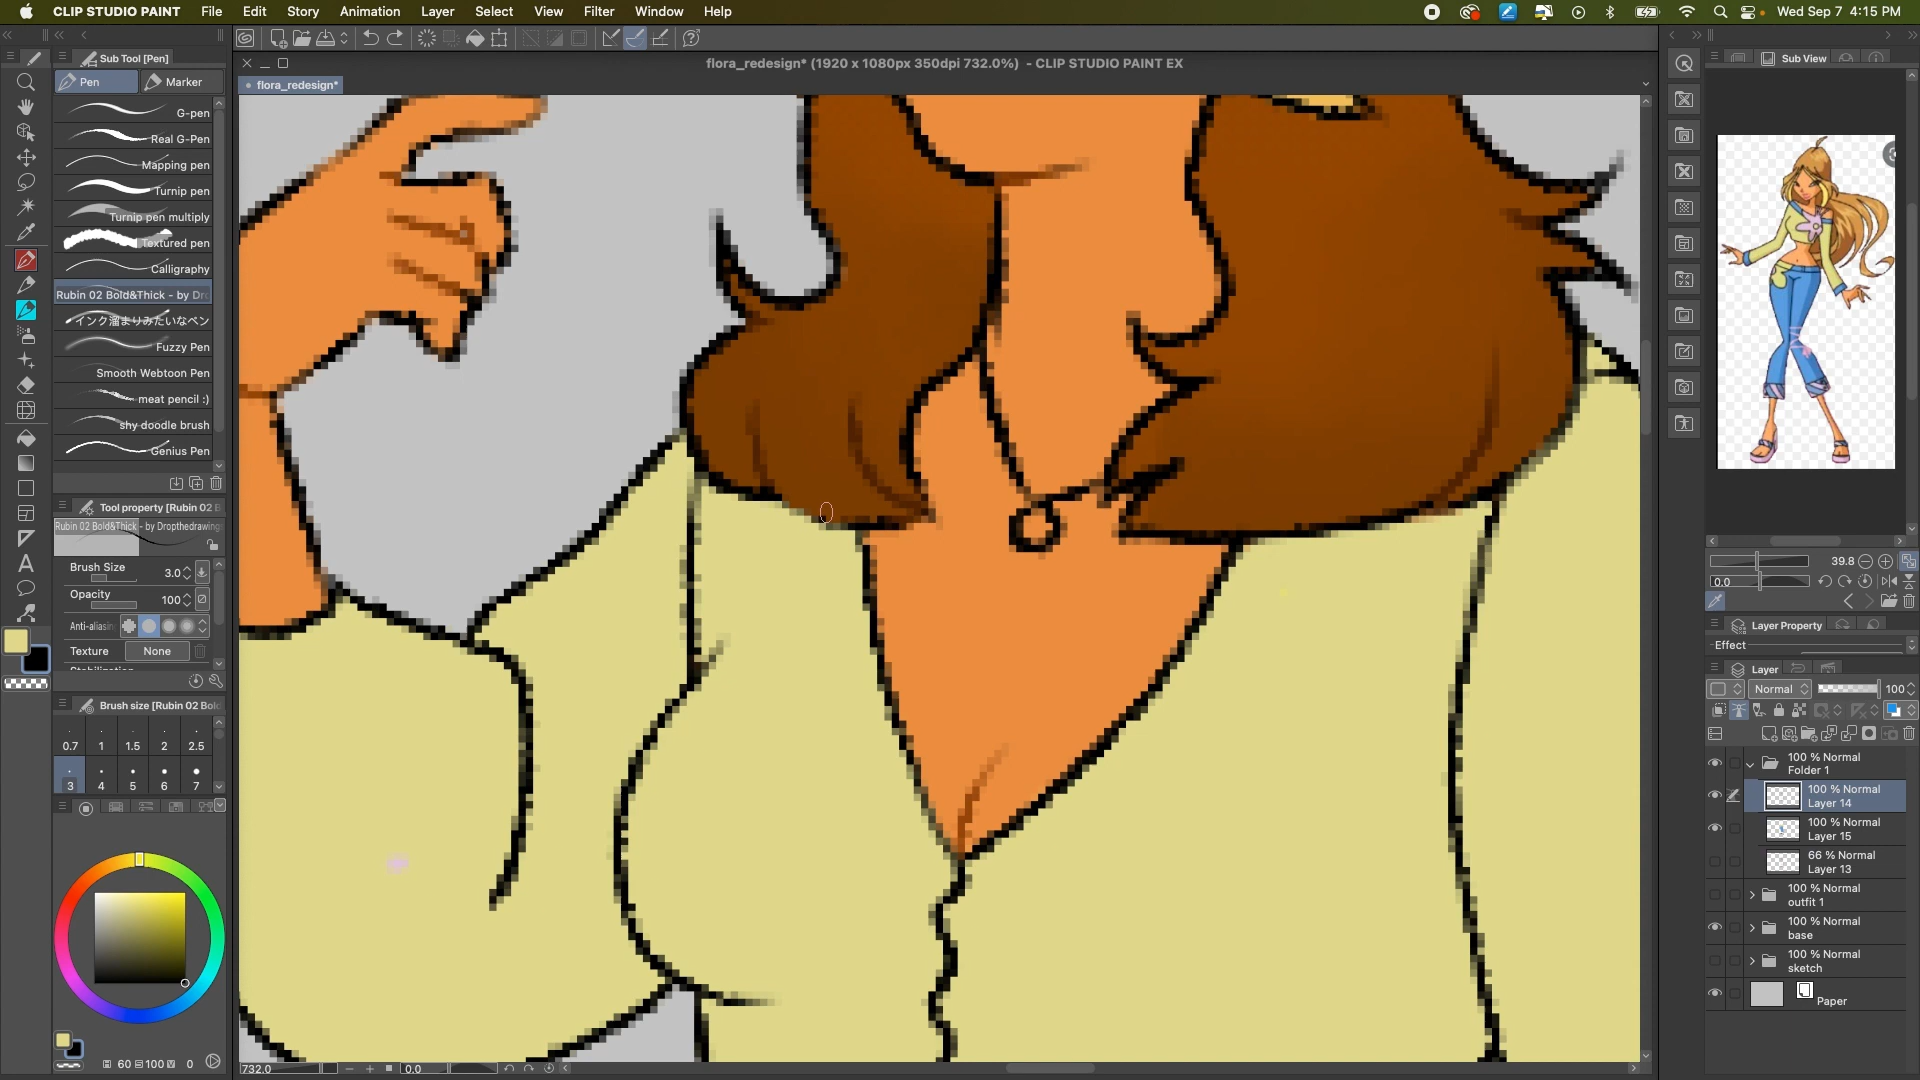 CLIP STUDIO PAINT File Edit Story Animation Layer Select View Filter Window Help Wed Sep 7 4:15 PM
flora_redesign* (1920 x 1080px 350dpi 732.0%) - CLIP STUDIO PAINT EX
flora_redesign*
Sub Tool [Pen]
Pen Marker
G-pen
Real G-Pen
Mapping pen
Turnip pen
Turnip pen multiply
Textured pen
Calligraphy
Rubin 02 Bold&Thick - by Dr
インク溜まりみたいなペン
Fuzzy Pen
Smooth Webtoon Pen
meat pencil :)
shy doodle brush
Genius Pen
Tool property [Rubin 02 B
Rubin 02 Bold&Thick - by Dropthedrawing
Brush Size 3.0
Opacity 100
Anti-aliasin
Texture None
Brush size [Rubin 02 Bol
0.7 1 1.5 2 2.5
3 4 5 6 7
60 100 0
732.0 0.0
Sub View
39.8
0.0
Layer Property
Effect
Layer
Normal 100
100 % Normal
Folder 1
100 % Normal
Layer 14
100 % Normal
Layer 15
66 % Normal
Layer 13
100 % Normal
outfit 1
100 % Normal
base
100 % Normal
sketch
Paper